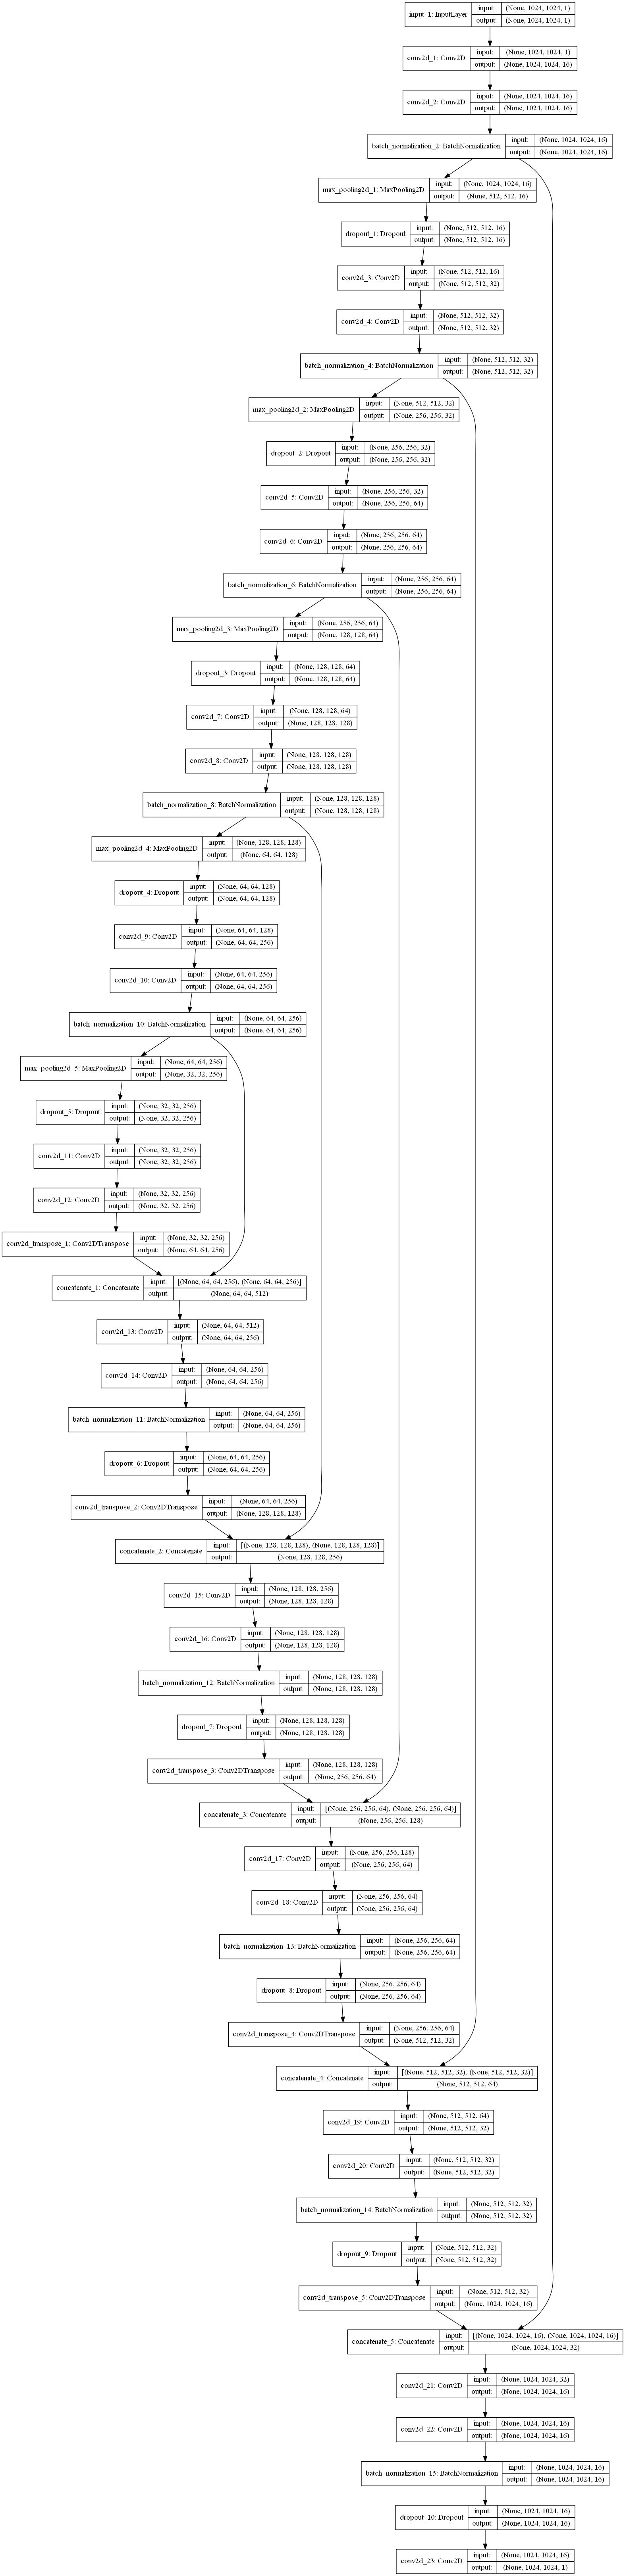 input_1: InputLayer input: (None, 1024, 1024, 1)
output: (None, 1024, 1024, 1)
conv2d_1: Conv2D input: (None, 1024, 1024, 1)
output: (None, 1024, 1024, 16)
conv2d_2: Conv2D input: (None, 1024, 1024, 16)
output: (None, 1024, 1024, 16)
batch_normalization_2: BatchNormalization input: (None, 1024, 1024, 16)
output: (None, 1024, 1024, 16)
max_pooling2d_1: MaxPooling2D input: (None, 1024, 1024, 16)
output: (None, 512, 512, 16)
dropout_1: Dropout input: (None, 512, 512, 16)
output: (None, 512, 512, 16)
conv2d_3: Conv2D input: (None, 512, 512, 16)
output: (None, 512, 512, 32)
conv2d_4: Conv2D input: (None, 512, 512, 32)
output: (None, 512, 512, 32)
batch_normalization_4: BatchNormalization input: (None, 512, 512, 32)
output: (None, 512, 512, 32)
max_pooling2d_2: MaxPooling2D input: (None, 512, 512, 32)
output: (None, 256, 256, 32)
dropout_2: Dropout input: (None, 256, 256, 32)
output: (None, 256, 256, 32)
conv2d_5: Conv2D input: (None, 256, 256, 32)
output: (None, 256, 256, 64)
conv2d_6: Conv2D input: (None, 256, 256, 64)
output: (None, 256, 256, 64)
batch_normalization_6: BatchNormalization input: (None, 256, 256, 64)
output: (None, 256, 256, 64)
max_pooling2d_3: MaxPooling2D input: (None, 256, 256, 64)
output: (None, 128, 128, 64)
dropout_3: Dropout input: (None, 128, 128, 64)
output: (None, 128, 128, 64)
conv2d_7: Conv2D input: (None, 128, 128, 64)
output: (None, 128, 128, 128)
conv2d_8: Conv2D input: (None, 128, 128, 128)
output: (None, 128, 128, 128)
batch_normalization_8: BatchNormalization input: (None, 128, 128, 128)
output: (None, 128, 128, 128)
max_pooling2d_4: MaxPooling2D input: (None, 128, 128, 128)
output: (None, 64, 64, 128)
dropout_4: Dropout input: (None, 64, 64, 128)
output: (None, 64, 64, 128)
conv2d_9: Conv2D input: (None, 64, 64, 128)
output: (None, 64, 64, 256)
conv2d_10: Conv2D input: (None, 64, 64, 256)
output: (None, 64, 64, 256)
batch_normalization_10: BatchNormalization input: (None, 64, 64, 256)
output: (None, 64, 64, 256)
max_pooling2d_5: MaxPooling2D input: (None, 64, 64, 256)
output: (None, 32, 32, 256)
dropout_5: Dropout input: (None, 32, 32, 256)
output: (None, 32, 32, 256)
conv2d_11: Conv2D input: (None, 32, 32, 256)
output: (None, 32, 32, 256)
conv2d_12: Conv2D input: (None, 32, 32, 256)
output: (None, 32, 32, 256)
conv2d_transpose_1: Conv2DTranspose input: (None, 32, 32, 256)
output: (None, 64, 64, 256)
concatenate_1: Concatenate input: [(None, 64, 64, 256), (None, 64, 64, 256)]
output: (None, 64, 64, 512)
conv2d_13: Conv2D input: (None, 64, 64, 512)
output: (None, 64, 64, 256)
conv2d_14: Conv2D input: (None, 64, 64, 256)
output: (None, 64, 64, 256)
batch_normalization_11: BatchNormalization input: (None, 64, 64, 256)
output: (None, 64, 64, 256)
dropout_6: Dropout input: (None, 64, 64, 256)
output: (None, 64, 64, 256)
conv2d_transpose_2: Conv2DTranspose input: (None, 64, 64, 256)
output: (None, 128, 128, 128)
concatenate_2: Concatenate input: [(None, 128, 128, 128), (None, 128, 128, 128)]
output: (None, 128, 128, 256)
conv2d_15: Conv2D input: (None, 128, 128, 256)
output: (None, 128, 128, 128)
conv2d_16: Conv2D input: (None, 128, 128, 128)
output: (None, 128, 128, 128)
batch_normalization_12: BatchNormalization input: (None, 128, 128, 128)
output: (None, 128, 128, 128)
dropout_7: Dropout input: (None, 128, 128, 128)
output: (None, 128, 128, 128)
conv2d_transpose_3: Conv2DTranspose input: (None, 128, 128, 128)
output: (None, 256, 256, 64)
concatenate_3: Concatenate input: [(None, 256, 256, 64), (None, 256, 256, 64)]
output: (None, 256, 256, 128)
conv2d_17: Conv2D input: (None, 256, 256, 128)
output: (None, 256, 256, 64)
conv2d_18: Conv2D input: (None, 256, 256, 64)
output: (None, 256, 256, 64)
batch_normalization_13: BatchNormalization input: (None, 256, 256, 64)
output: (None, 256, 256, 64)
dropout_8: Dropout input: (None, 256, 256, 64)
output: (None, 256, 256, 64)
conv2d_transpose_4: Conv2DTranspose input: (None, 256, 256, 64)
output: (None, 512, 512, 32)
concatenate_4: Concatenate input: [(None, 512, 512, 32), (None, 512, 512, 32)]
output: (None, 512, 512, 64)
conv2d_19: Conv2D input: (None, 512, 512, 64)
output: (None, 512, 512, 32)
conv2d_20: Conv2D input: (None, 512, 512, 32)
output: (None, 512, 512, 32)
batch_normalization_14: BatchNormalization input: (None, 512, 512, 32)
output: (None, 512, 512, 32)
dropout_9: Dropout input: (None, 512, 512, 32)
output: (None, 512, 512, 32)
conv2d_transpose_5: Conv2DTranspose input: (None, 512, 512, 32)
output: (None, 1024, 1024, 16)
concatenate_5: Concatenate input: [(None, 1024, 1024, 16), (None, 1024, 1024, 16)]
output: (None, 1024, 1024, 32)
conv2d_21: Conv2D input: (None, 1024, 1024, 32)
output: (None, 1024, 1024, 16)
conv2d_22: Conv2D input: (None, 1024, 1024, 16)
output: (None, 1024, 1024, 16)
batch_normalization_15: BatchNormalization input: (None, 1024, 1024, 16)
output: (None, 1024, 1024, 16)
dropout_10: Dropout input: (None, 1024, 1024, 16)
output: (None, 1024, 1024, 16)
conv2d_23: Conv2D input: (None, 1024, 1024, 16)
output: (None, 1024, 1024, 1)